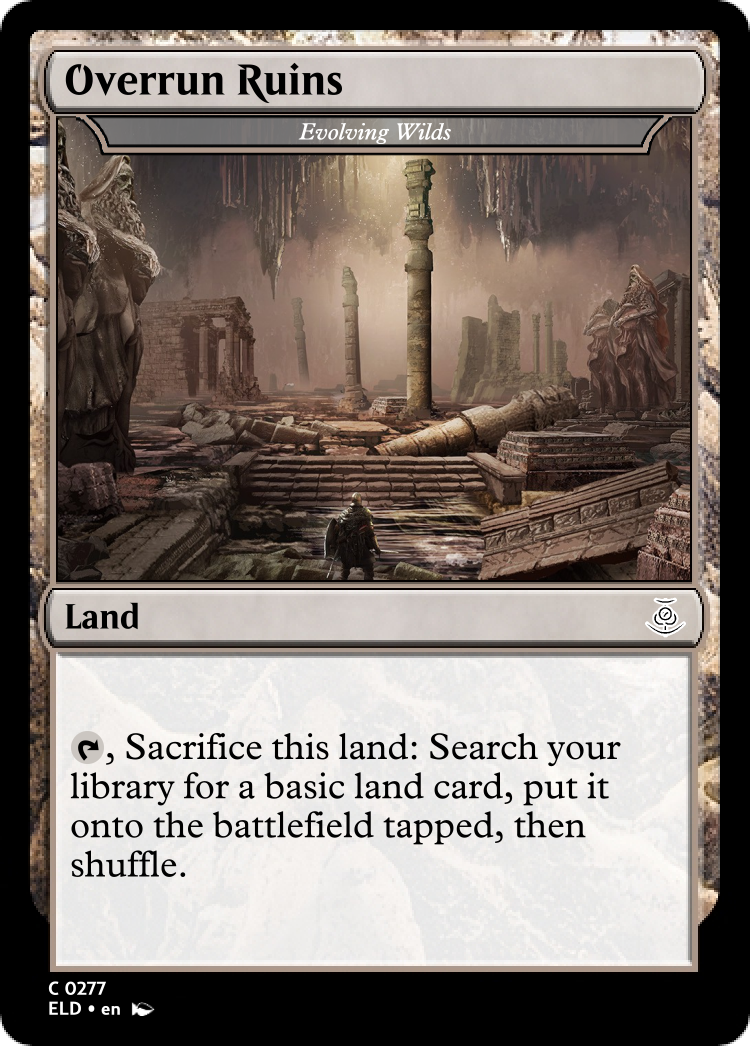 Overrun Ruins
Evolving Wilds
Land
, Sacrifice this land: Search your
library for a basic land card, put it
onto the battlefield tapped, then
shuffle.
C 0277
ELD • en